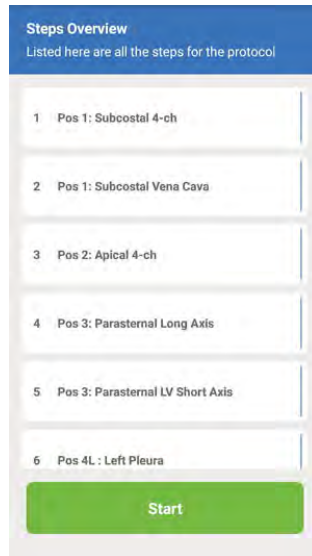 Steps Overview
Listed here are all the steps for the protocol
1 Pos 1: Subcostal 4-ch
2 Pos 1: Subcostal Vena Cava
3 Pos 2: Apical 4-ch
4 Pos 3: Parasternal Long Axis
5 Pos 3: Parasternal LV Short Axis
6 Pos 4L : Left Pleura
Start